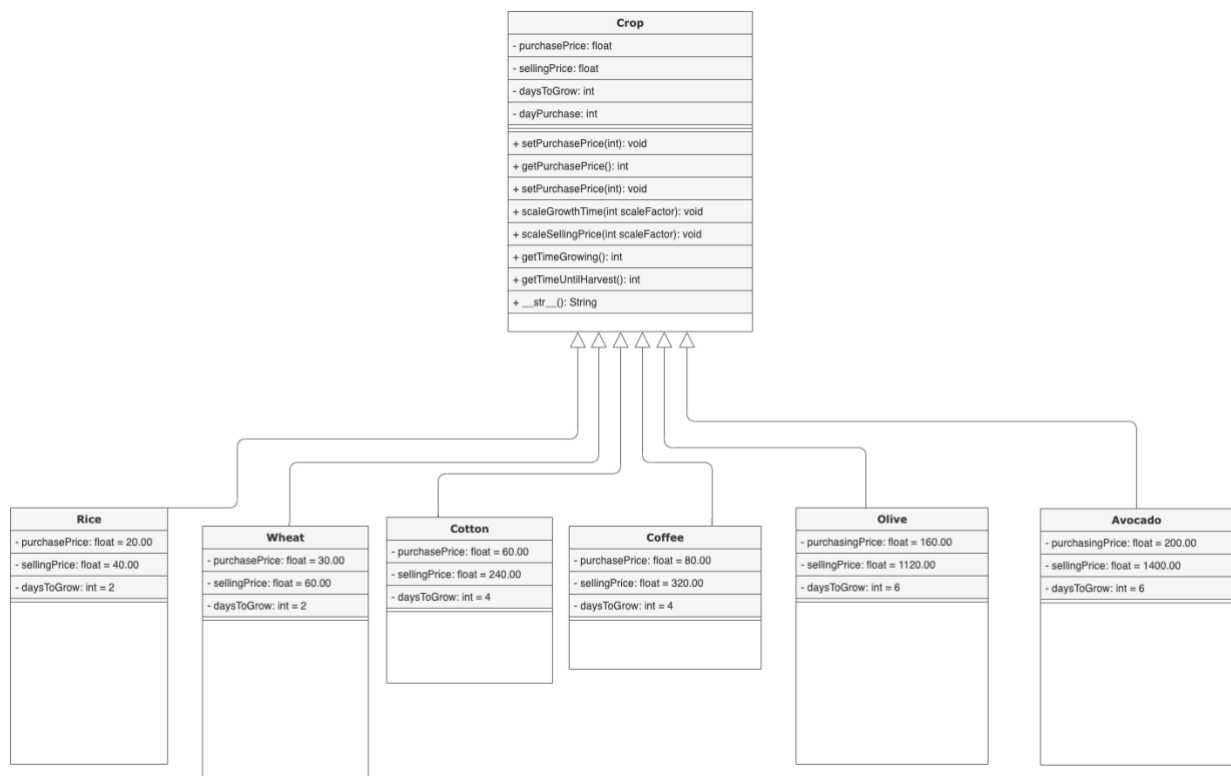 Crop
- purchasePrice: float
- sellingPrice: float
- daysToGrow: int
- dayPurchase: int
+ setPurchasePrice(int): void
+ getPurchasePrice(): int
+ setPurchasePrice(int): void
+ scaleGrowthTime(int scaleFactor): void
+ scaleSellingPrice(int scaleFactor): void
+ getTimeGrowing(): int
+ getTimeUntilHarvest(): int
+ __str__(): String
Rice
- purchasePrice: float = 20.00
- sellingPrice: float = 40.00
- daysToGrow: int = 2
Wheat
- purchasePrice: float = 30.00
- sellingPrice: float = 60.00
- daysToGrow: int = 2
Cotton
- purchasePrice: float = 60.00
- sellingPrice: float = 240.00
- daysToGrow: int = 4
Coffee
- purchasePrice: float = 80.00
- sellingPrice: float = 320.00
- daysToGrow: int = 4
Olive
- purchasingPrice: float = 160.00
- sellingPrice: float = 1120.00
- daysToGrow: int = 6
Avocado
- purchasingPrice: float = 200.00
- sellingPrice: float = 1400.00
- daysToGrow: int = 6